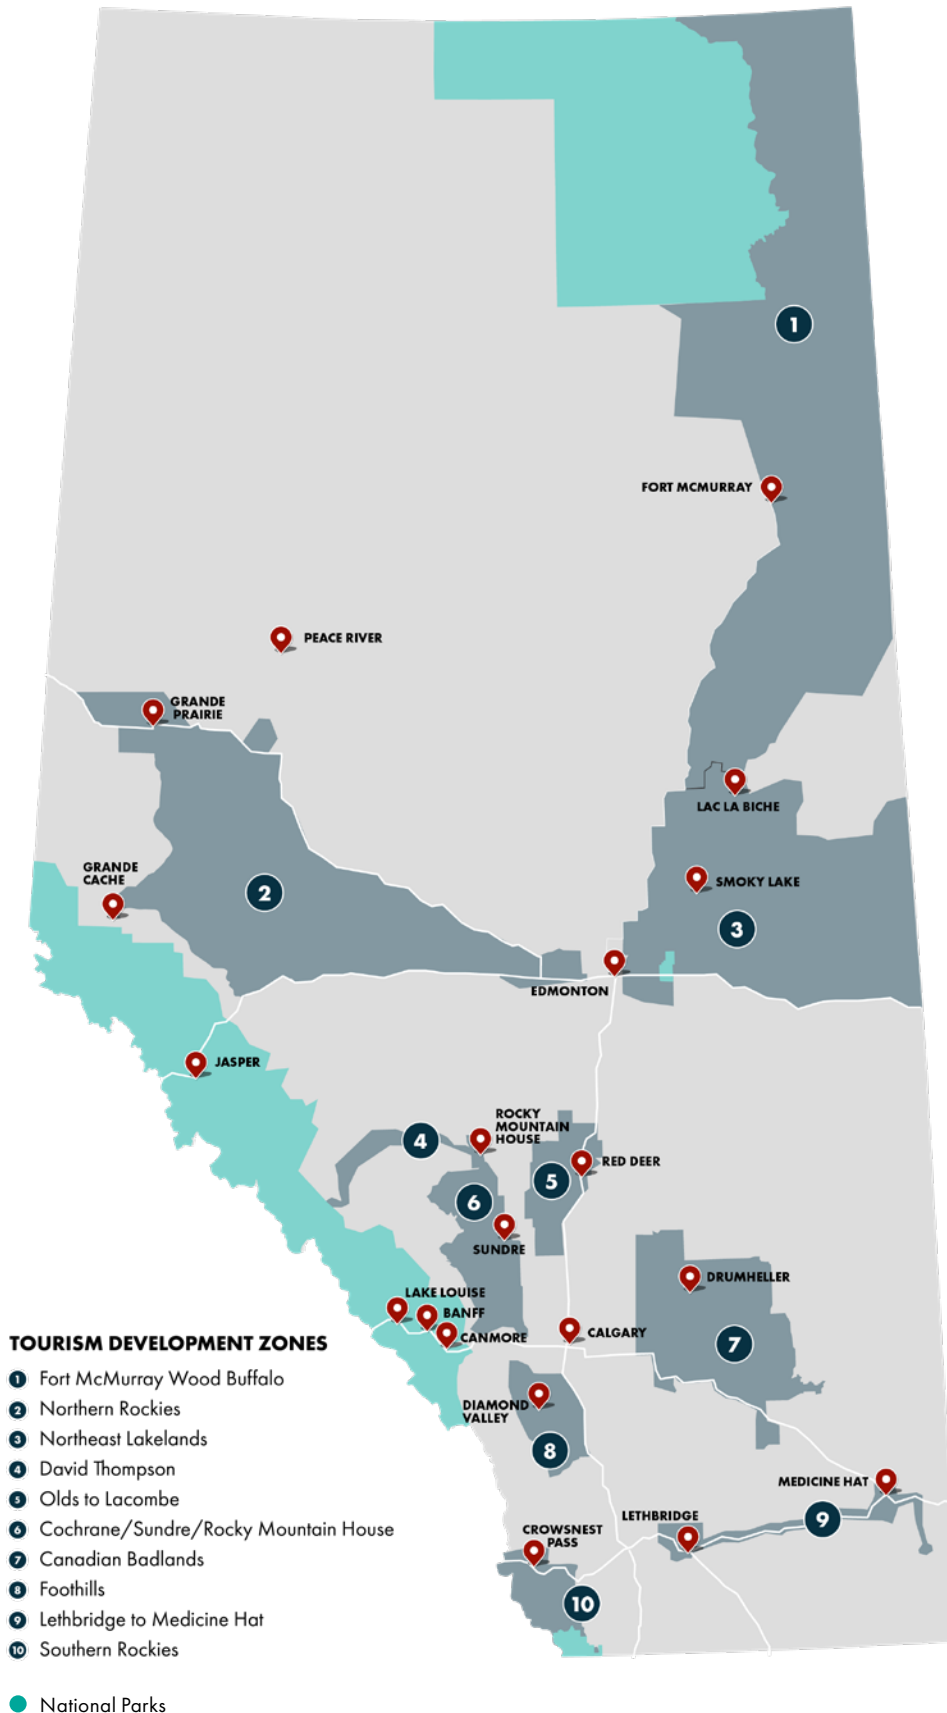 1
FORT MCMURRAY
PEACE RIVER
GRANDE
PRAIRIE
LAC LA BICHE
GRANDE
CACHE
2
SMOKY LAKE
3
EDMONTON
JASPER
ROCKY
MOUNTAIN
HOUSE
4
RED DEER
5
6
SUNDRE
DRUMHELLER
LAKE LOUISE
BANFF
CANMORE
CALGARY
7
DIAMOND
VALLEY
8
MEDICINE HAT
LETHBRIDGE
9
CROWSNEST
PASS
10
TOURISM DEVELOPMENT ZONES
1 Fort McMurray Wood Buffalo
2 Northern Rockies
3 Northeast Lakelands
4 David Thompson
5 Olds to Lacombe
6 Cochrane/Sundre/Rocky Mountain House
7 Canadian Badlands
8 Foothills
9 Lethbridge to Medicine Hat
10 Southern Rockies
National Parks